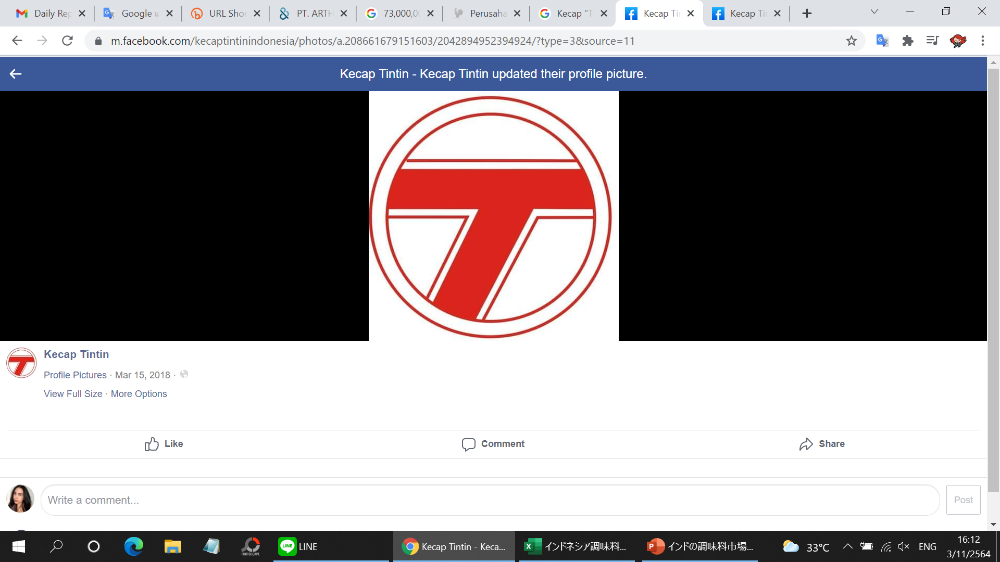 Daily Rep
Google
URL Shor
PT. ARTH
73,000,0
Perusaha
Kecap "T
Kecap Tin
Kecap Ti
m.facebook.com/kecaptintinindonesia/photos/a.208661679151603/2042894952394924/?type=3&source=11
Kecap Tintin - Kecap Tintin updated their profile picture.
T
Kecap Tintin
Profile Pictures · Mar 15, 2018 ·
View Full Size · More Options
Like
Comment
Share
Write a comment...
Post
LINE
LINE
Kecap Tintin - Keca...
インドネシア調味料...
インドの調味料市場...
33°C
ENG
16:12
3/11/2564